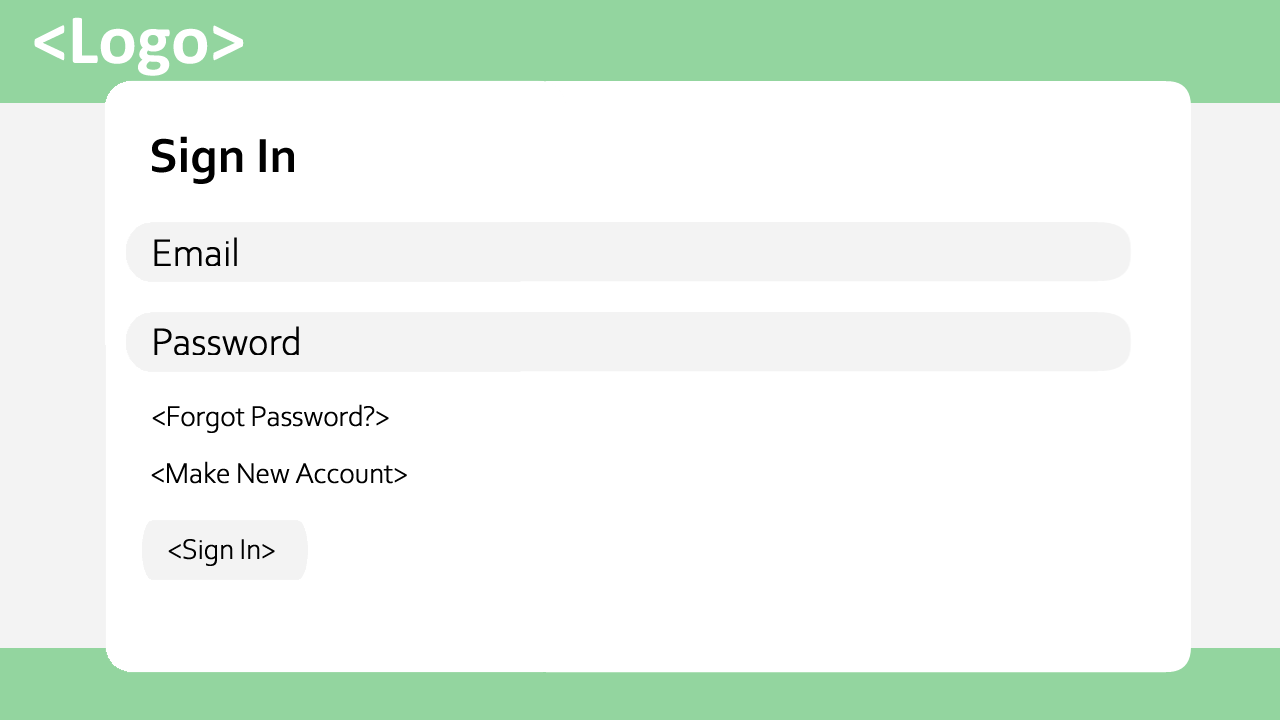 <Logo>
Sign In
Email
Password
<Forgot Password?>
<Make New Account>
<Sign In>